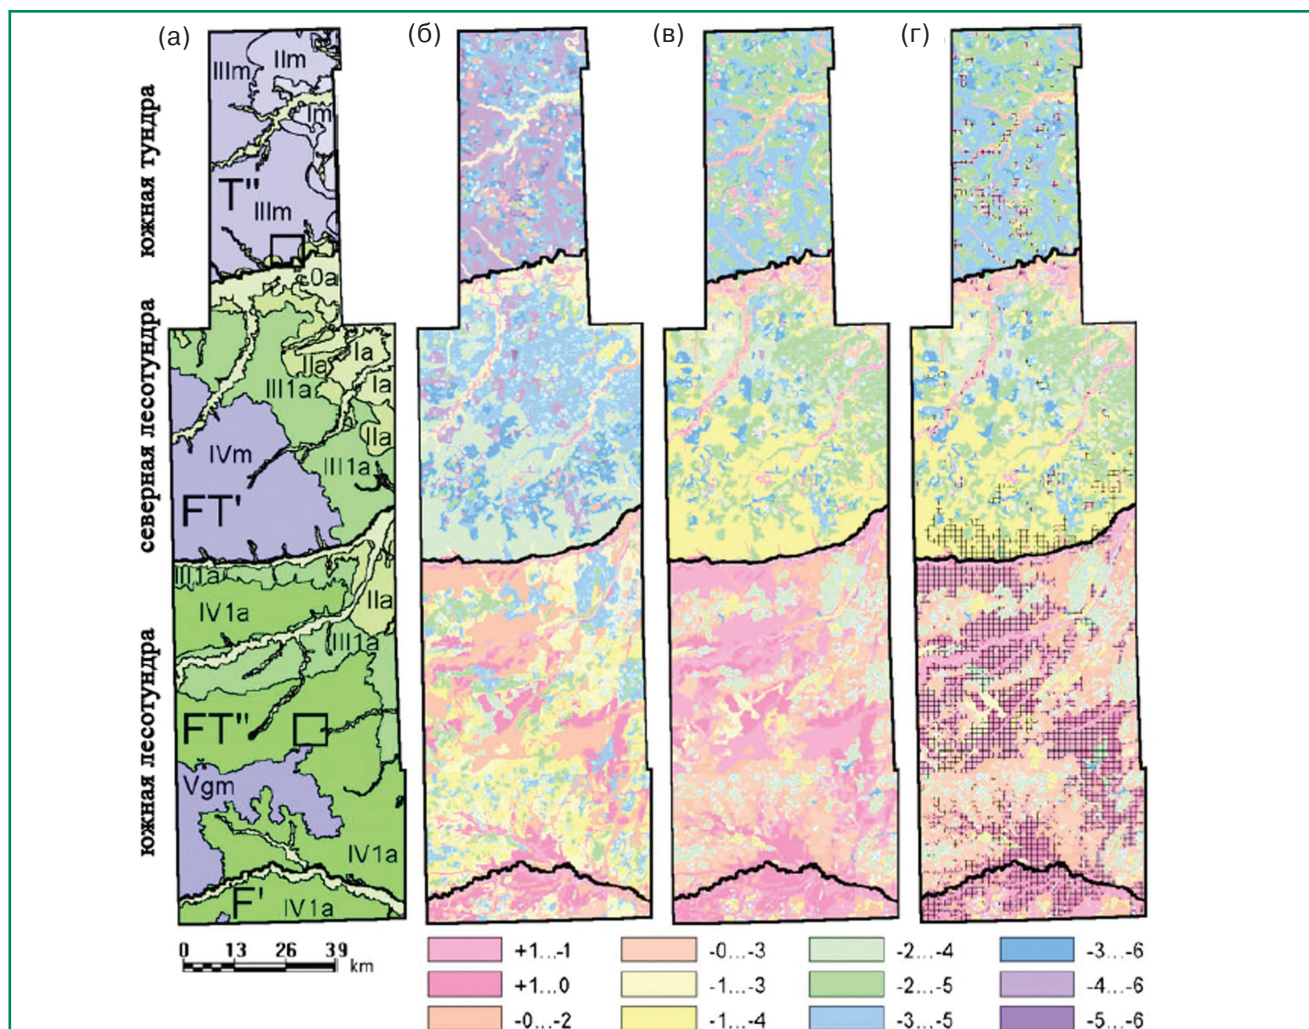 (а)
(б)
(в)
(г)
южная тундра
северная лесотундра
южная лесотундра
IIm
IIIm
Im
T"
IIIm
0a
Ia
IIa
Ia
III1a
IIa
IVm
III1a
FT'
III1a
IIa
IV1a
III1a
FT"
Vgm
IV1a
F'
IV1a
0 13 26 39
km
+1...-1
-0...-3
-2...-4
-3...-6
+1...0
-1...-3
-2...-5
-4...-6
-0...-2
-1...-4
-3...-5
-5...-6